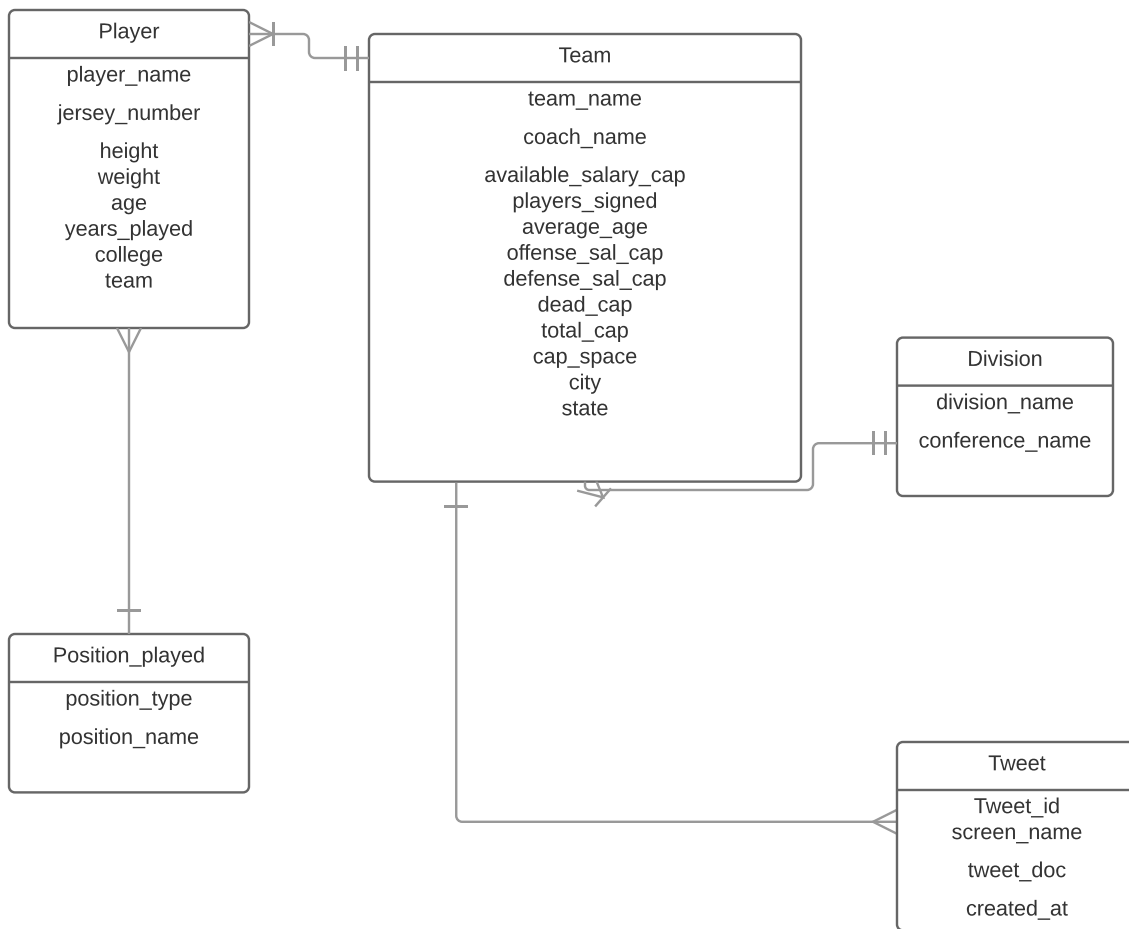 Player
player_name
jersey_number
height
weight
age
years_played
college
team
Team
team_name
coach_name
available_salary_cap
players_signed
average_age
offense_sal_cap
defense_sal_cap
dead_cap
total_cap
cap_space
city
state
Division
division_name
conference_name
Position_played
position_type
position_name
Tweet
Tweet_id
screen_name
tweet_doc
created_at